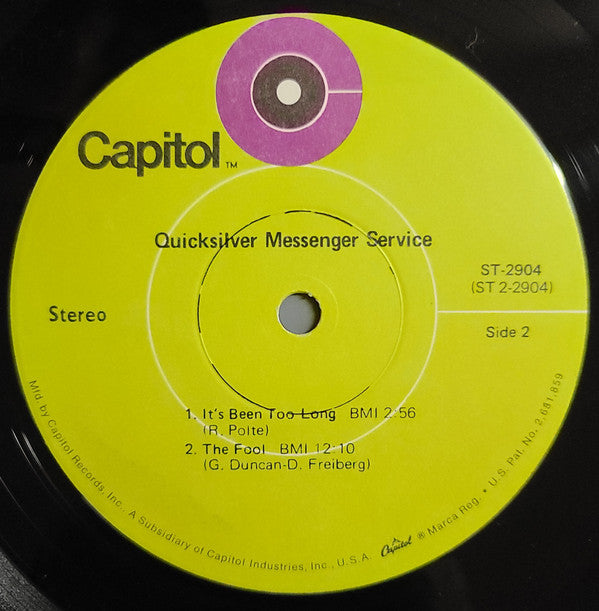 Capitol™
Quicksilver Messenger Service
ST-2904
(ST 2-2904)
Stereo
Side 2
1. It's Been Too Long BMI 2-56
(R. Polte)
2. The Fool BMI 12-10
(G. Duncan-D. Freiberg)
Mfd. by Capitol Records, Inc., A Subsidiary of Capitol Industries, Inc., U.S.A. Capitol ® Marca Reg. • U.S. Pat. No. 2,681,859